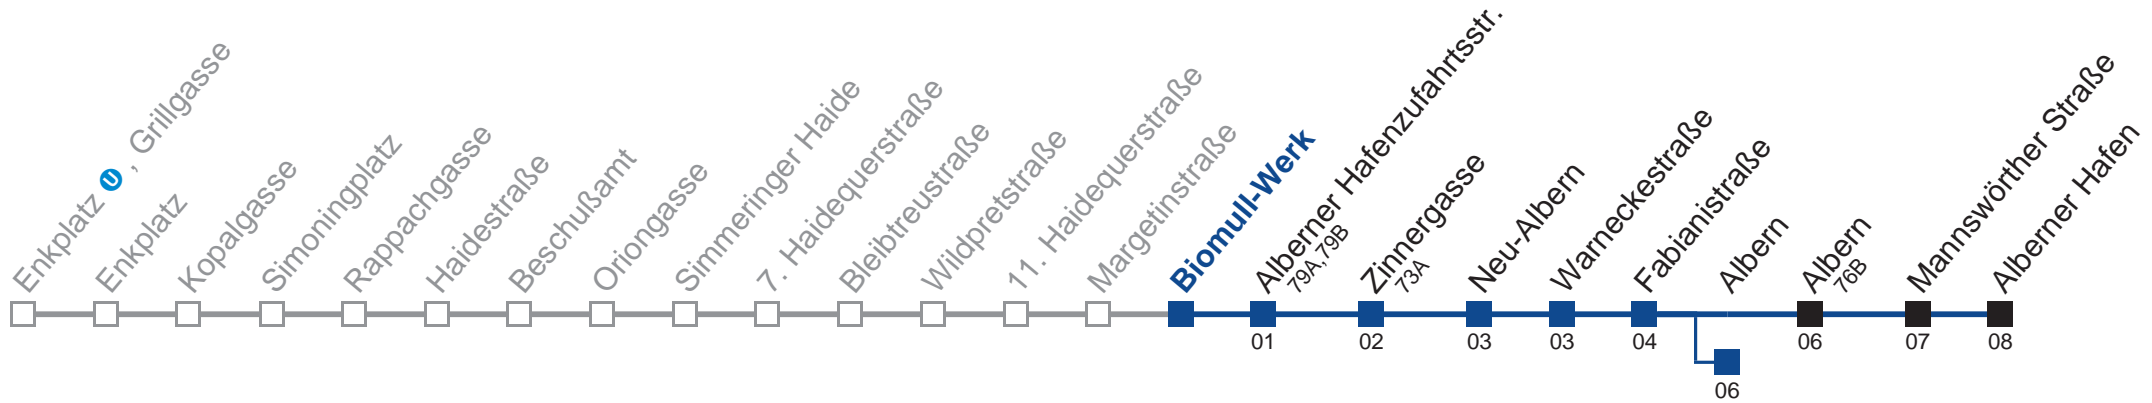 Enkplatz U , Grillgasse
Enkplatz
Kopalgasse
Simoningplatz
Rappachgasse
Haidestraße
Beschußamt
Oriongasse
Simmeringer Haide
7. Haidequerstraße
Bleibtreustraße
Wildpretstraße
11. Haidequerstraße
Margetinstraße
Biomull-Werk
Alberner Hafenzufahrtsstr.
79A,79B
Zinnergasse
73A
Neu-Albern
Warneckestraße
Fabianistraße
Albern
Albern
76B
Mannswörther Straße
Alberner Hafen
01
02
03
03
04
06
07
08
06